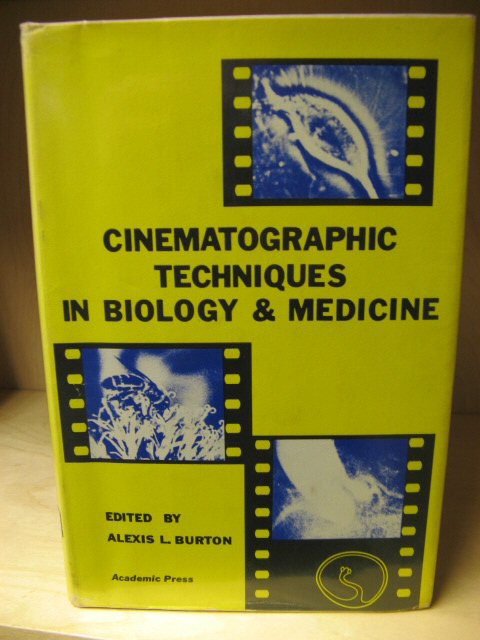 CINEMATOGRAPHIC
TECHNIQUES
IN BIOLOGY & MEDICINE
EDITED BY
ALEXIS L. BURTON
Academic Press